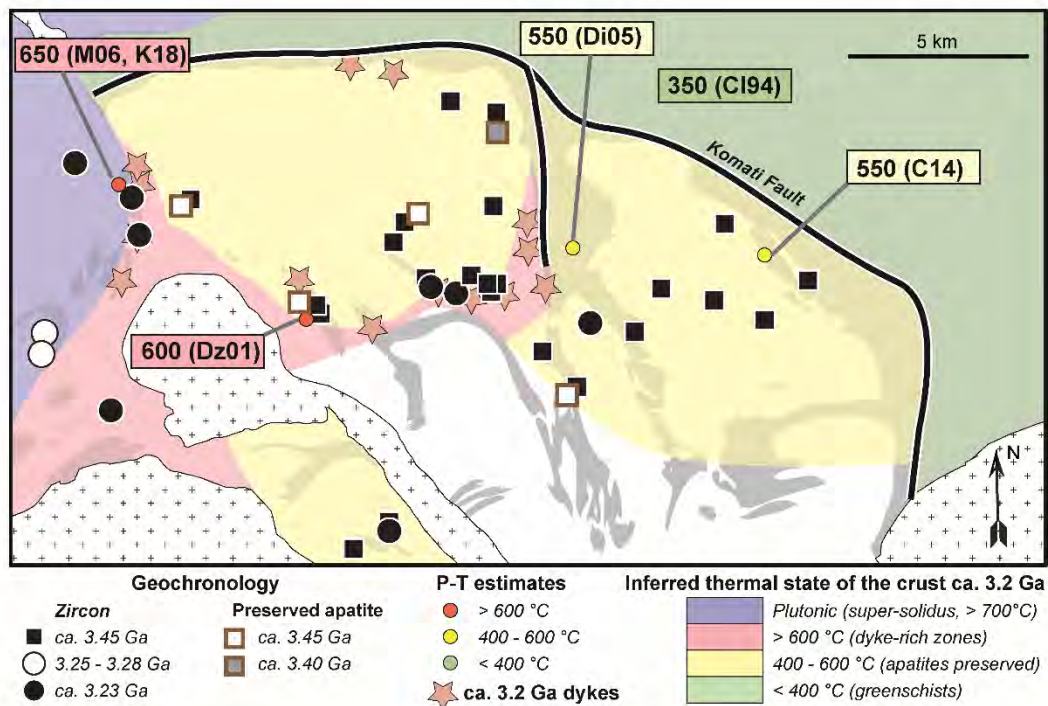 650 (M06, K18)
550 (Di05)
5 km
350 (Cl94)
Komati Fault
550 (C14)
600 (Dz01)
N
Geochronology
Zircon
ca. 3.45 Ga
3.25 - 3.28 Ga
ca. 3.23 Ga
Preserved apatite
ca. 3.45 Ga
ca. 3.40 Ga
P-T estimates
> 600 °C
400 - 600 °C
< 400 °C
ca. 3.2 Ga dykes
Inferred thermal state of the crust ca. 3.2 Ga
Plutonic (super-solidus, > 700°C)
> 600 °C (dyke-rich zones)
400 - 600 °C (apatites preserved)
< 400 °C (greenschists)